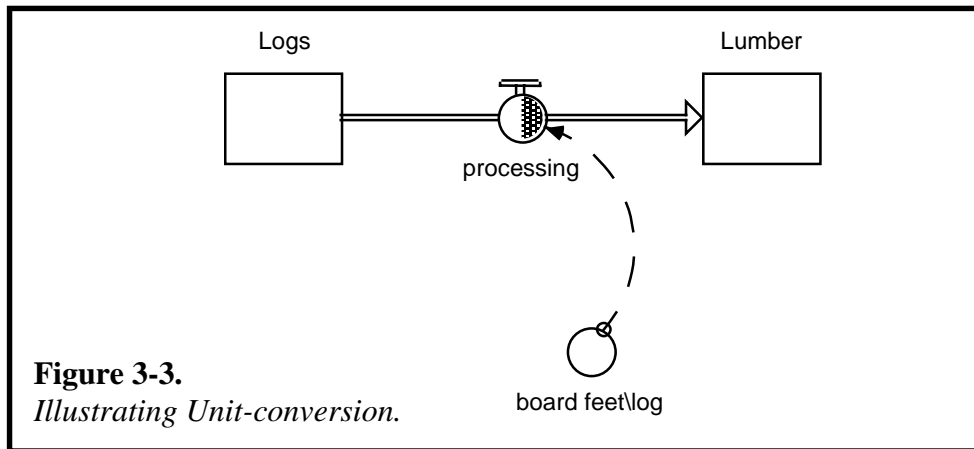 Logs
Lumber
processing
board feet\log
Figure 3-3.
Illustrating Unit-conversion.